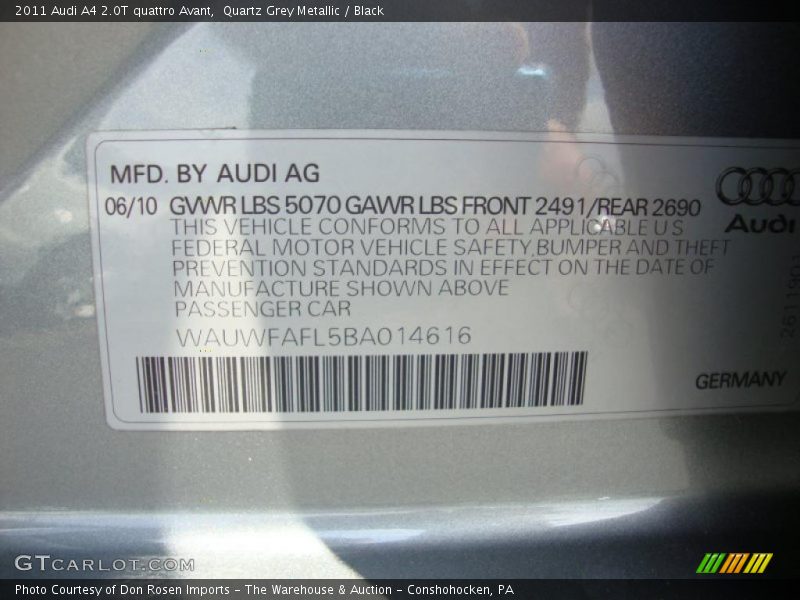 2011 Audi A4 2.0T quattro Avant,  Quartz Grey Metallic / Black
MFD. BY AUDI AG
06/10 GVWR LBS 5070 GAWR LBS FRONT 2491/REAR 2690
THIS VEHICLE CONFORMS TO ALL APPLICABLE U S
FEDERAL MOTOR VEHICLE SAFETY,BUMPER AND THEFT
PREVENTION STANDARDS IN EFFECT ON THE DATE OF
MANUFACTURE SHOWN ABOVE
PASSENGER CAR
WAUWFAFL5BA014616
Audi
GERMANY
GTCARLOT.COM
Photo Courtesy of Don Rosen Imports - The Warehouse & Auction - Conshohocken, PA